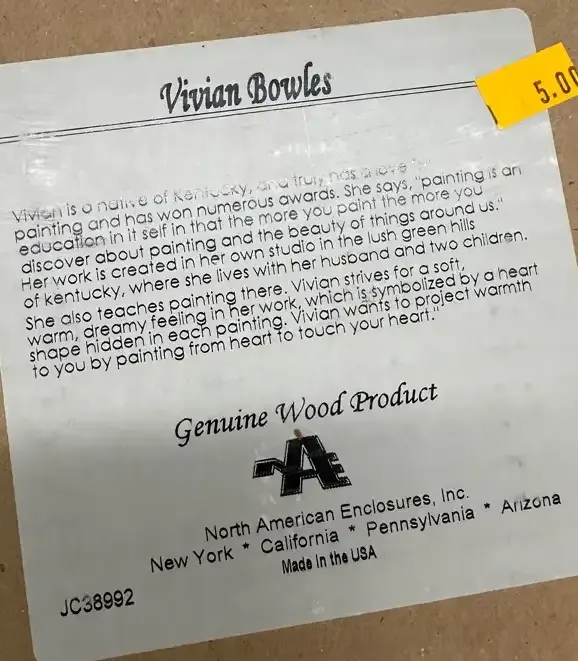 Vivian Bowles
5.00
Vivian is a native of Kentucky, and truly has a love for
painting and has won numerous awards. She says, "painting is an
education in it self in that the more you paint the more you
discover about painting and the beauty of things around us."
Her work is created in her own studio in the lush green hills
of kentucky, where she lives with her husband and two children.
She also teaches painting there. Vivian strives for a soft,
warm, dreamy feeling in her work, which is symbolized by a heart
shape hidden in each painting. Vivian wants to project warmth
to you by painting from heart to touch your heart."
Genuine Wood Product
NAE
North American Enclosures, Inc.
New York * California * Pennsylvania * Arizona
Made in the USA
JC38992